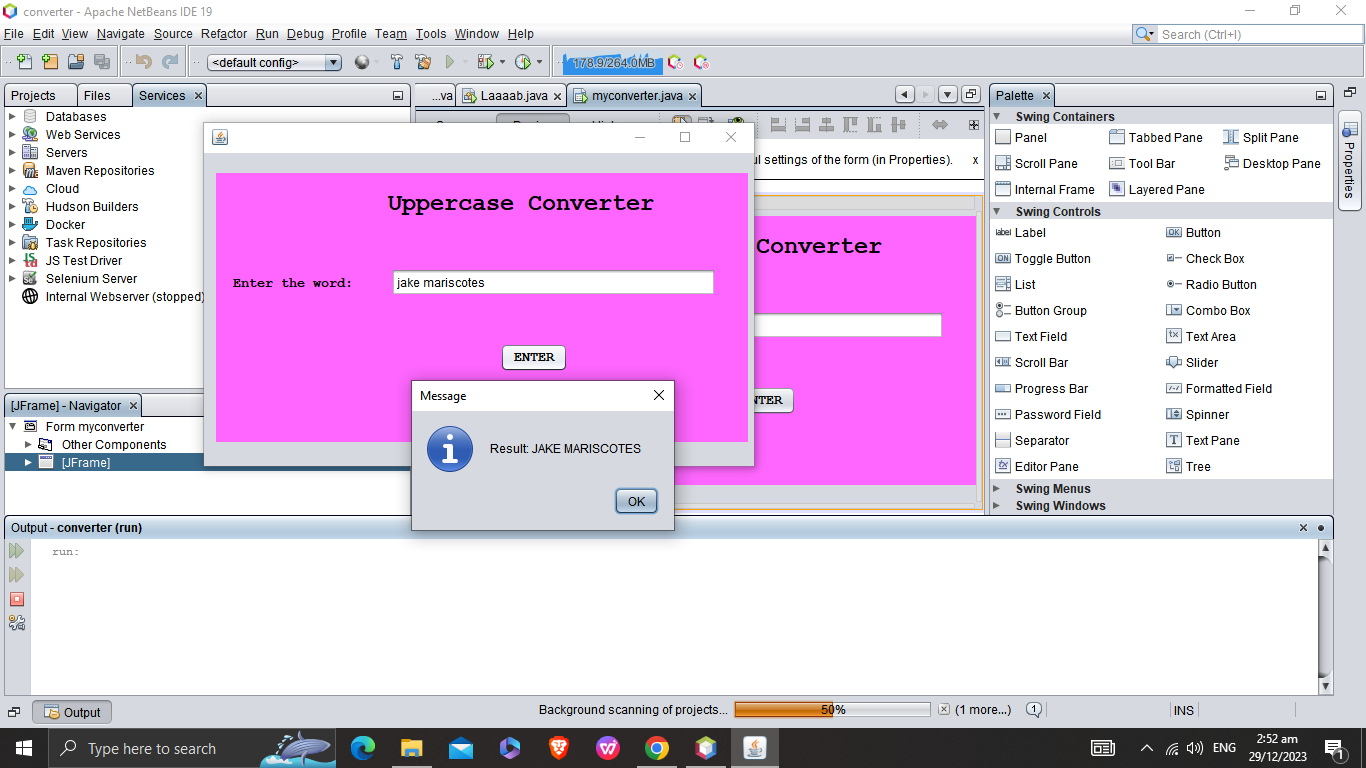 converter - Apache NetBeans IDE 19
File Edit View Navigate Source Refactor Run Debug Profile Team Tools Window Help
Search (Ctrl+I)
<default config>
178.9/264.0MB
Projects Files Services
...va Laaaab.java myconverter.java
Palette
Databases
Web Services
Servers
Maven Repositories
Cloud
Hudson Builders
Docker
Task Repositories
JS Test Driver
Selenium Server
Internal Webserver (stopped)
ul settings of the form (in Properties). x
Uppercase Converter
Enter the word: jake mariscotes
ENTER
Converter
NTER
Message
Result: JAKE MARISCOTES
OK
Swing Containers
Panel Tabbed Pane Split Pane
Scroll Pane Tool Bar Desktop Pane
Internal Frame Layered Pane
Swing Controls
Label Button
Toggle Button Check Box
List Radio Button
Button Group Combo Box
Text Field Text Area
Scroll Bar Slider
Progress Bar Formatted Field
Password Field Spinner
Separator Text Pane
Editor Pane Tree
Swing Menus
Swing Windows
Properties
[JFrame] - Navigator
Form myconverter
Other Components
[JFrame]
Output - converter (run)
run:
Output
Background scanning of projects... 50% (1 more...) 1
INS
Type here to search
ENG
2:52 am
29/12/2023
1